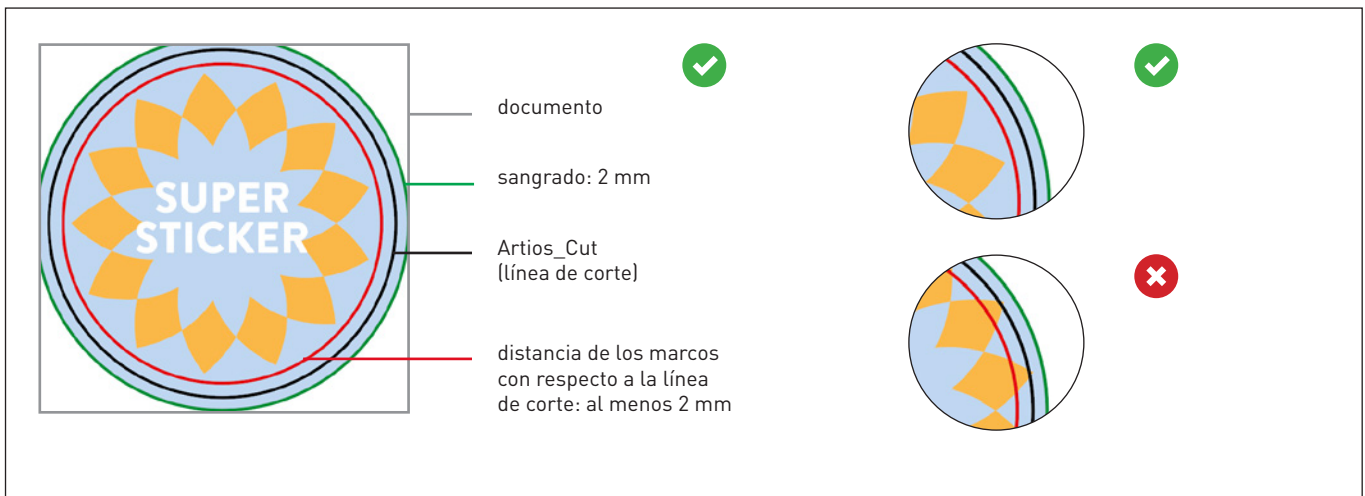 SUPER
STICKER
documento
sangrado: 2 mm
Artios_Cut
(línea de corte)
distancia de los marcos
con respecto a la línea
de corte: al menos 2 mm